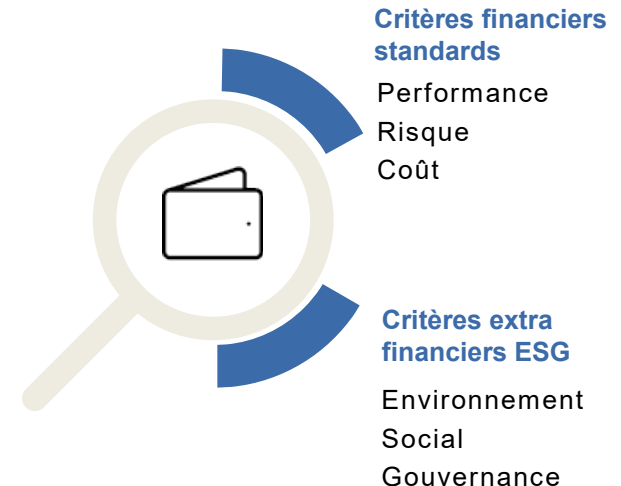 Critères financiers
standards
Performance
Risque
Coût
Critères extra
financiers ESG
Environnement
Social
Gouvernance